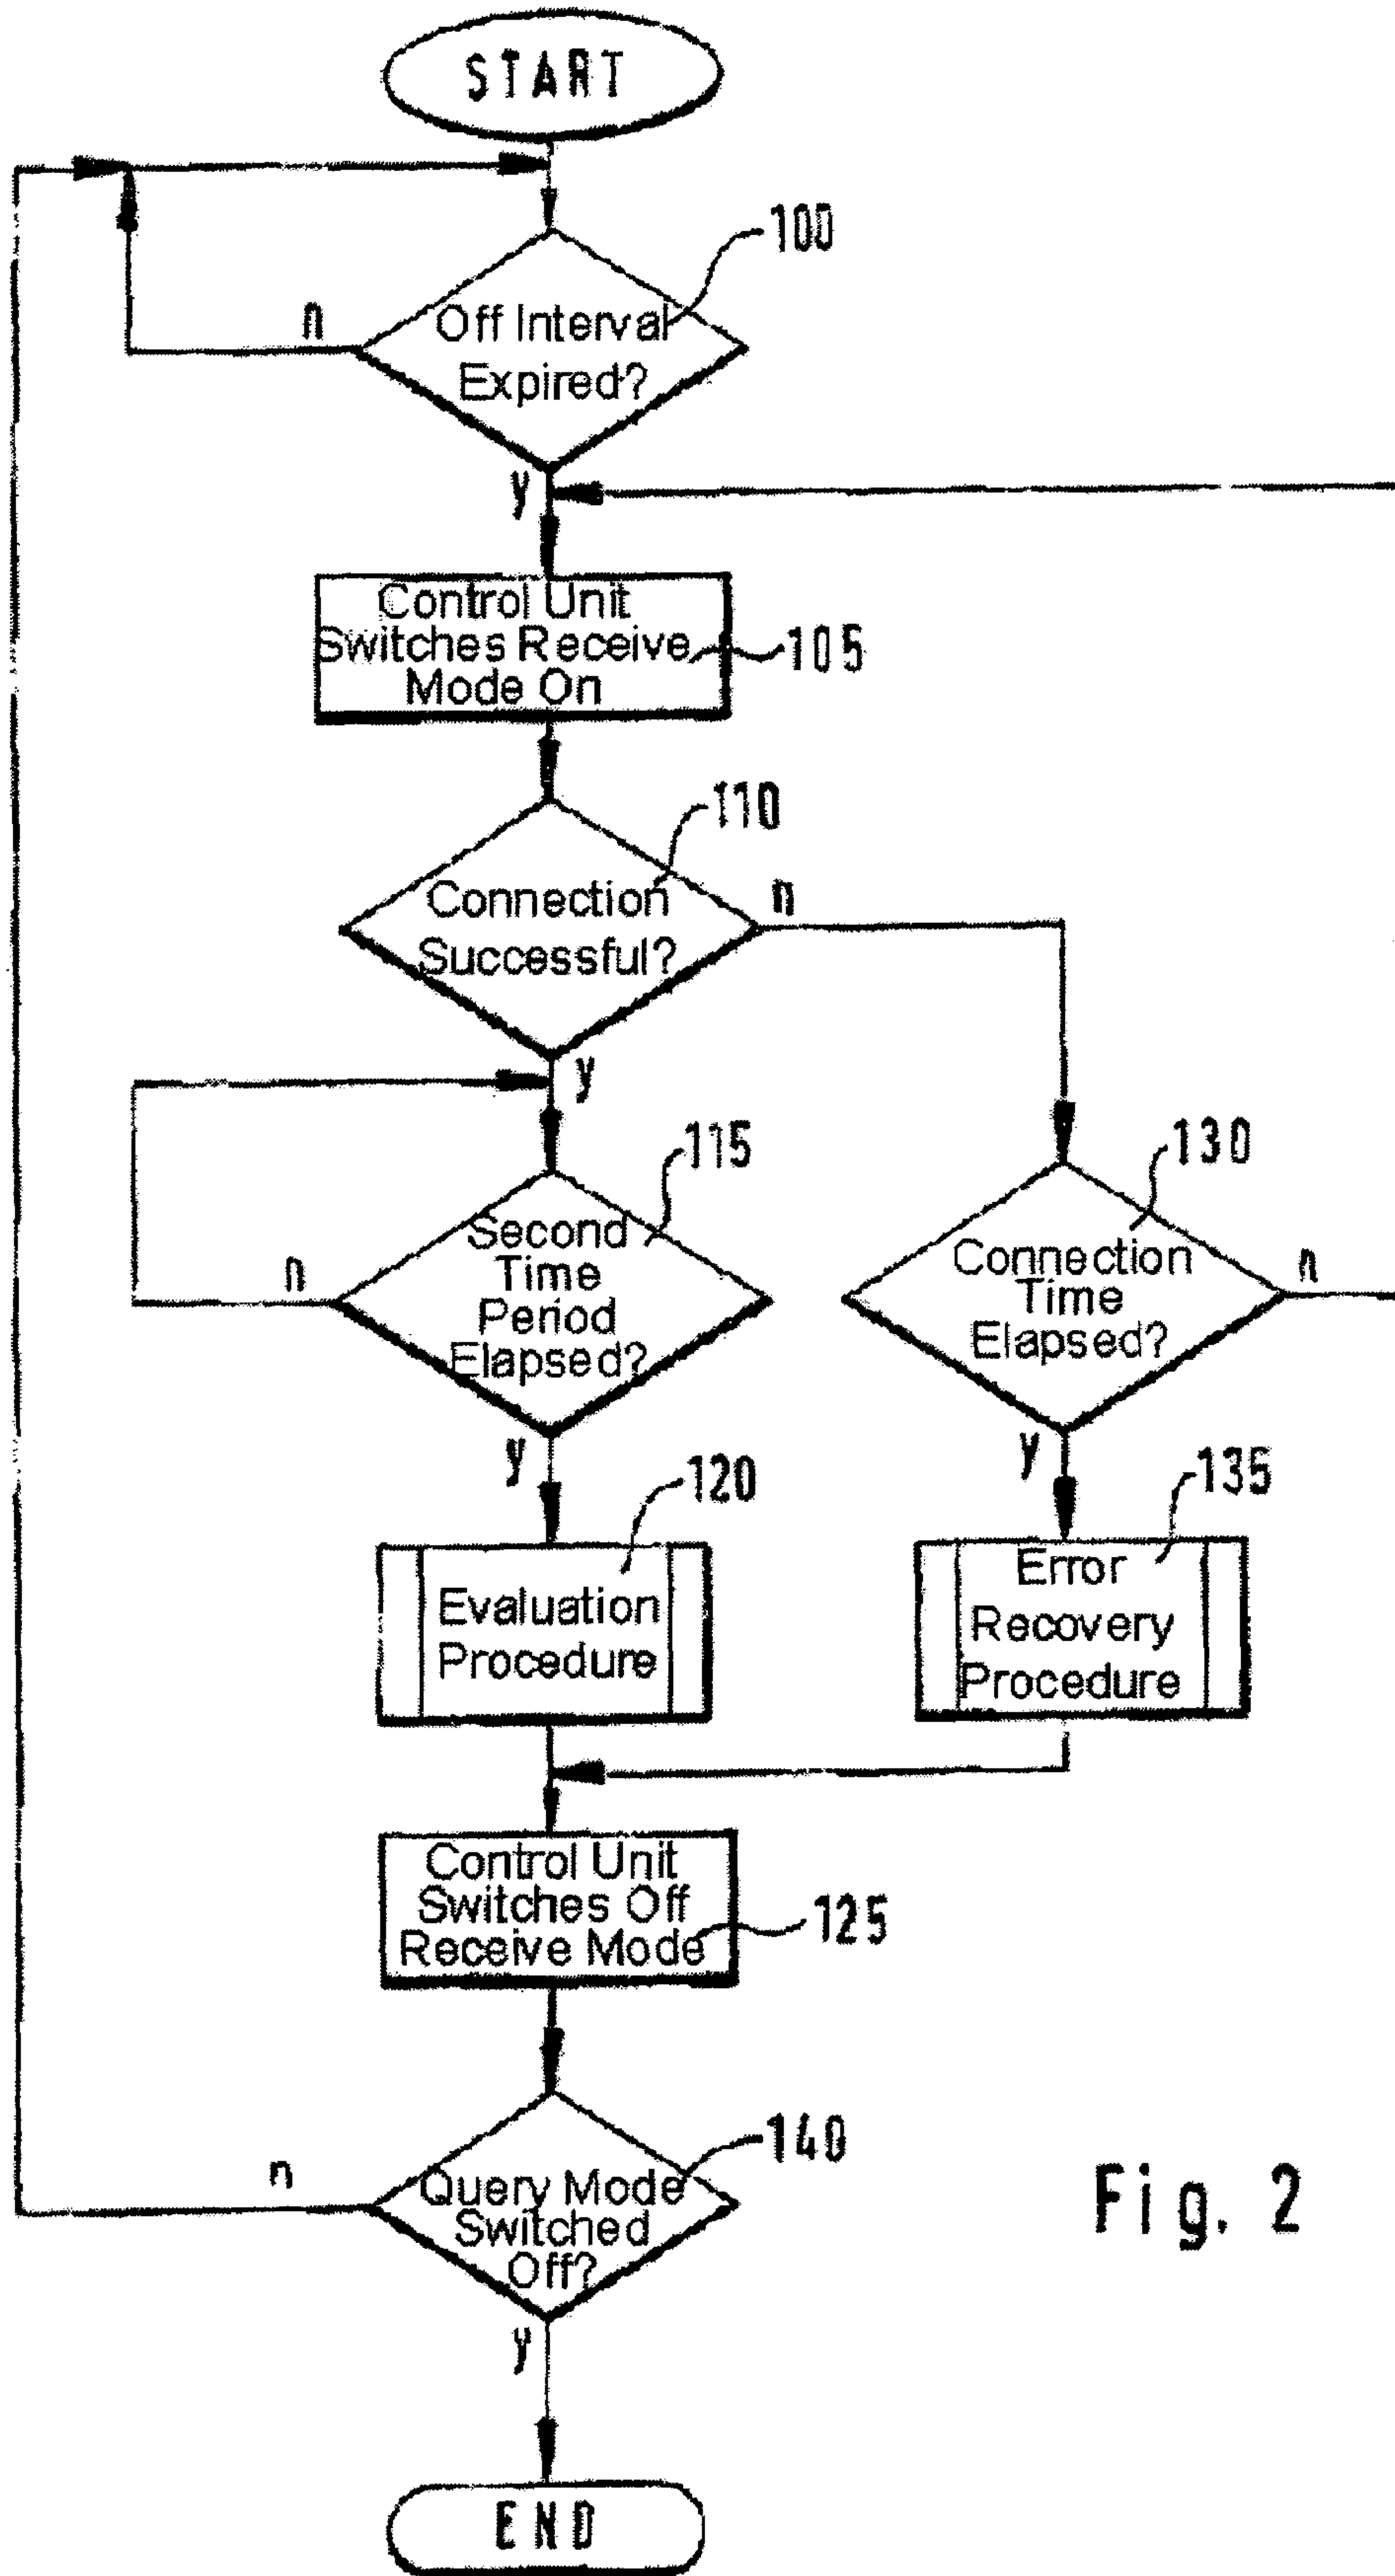 START
100
Off Interval
Expired?
n
y
Control Unit
Switches Receive
Mode On
105
110
Connection
Successful?
n
y
115
Second
Time
Period
Elapsed?
n
y
130
Connection
Time
Elapsed?
n
y
120
Evaluation
Procedure
135
Error
Recovery
Procedure
Control Unit
Switches Off
Receive Mode
125
140
Query Mode
Switched
Off?
n
y
Fig. 2
END